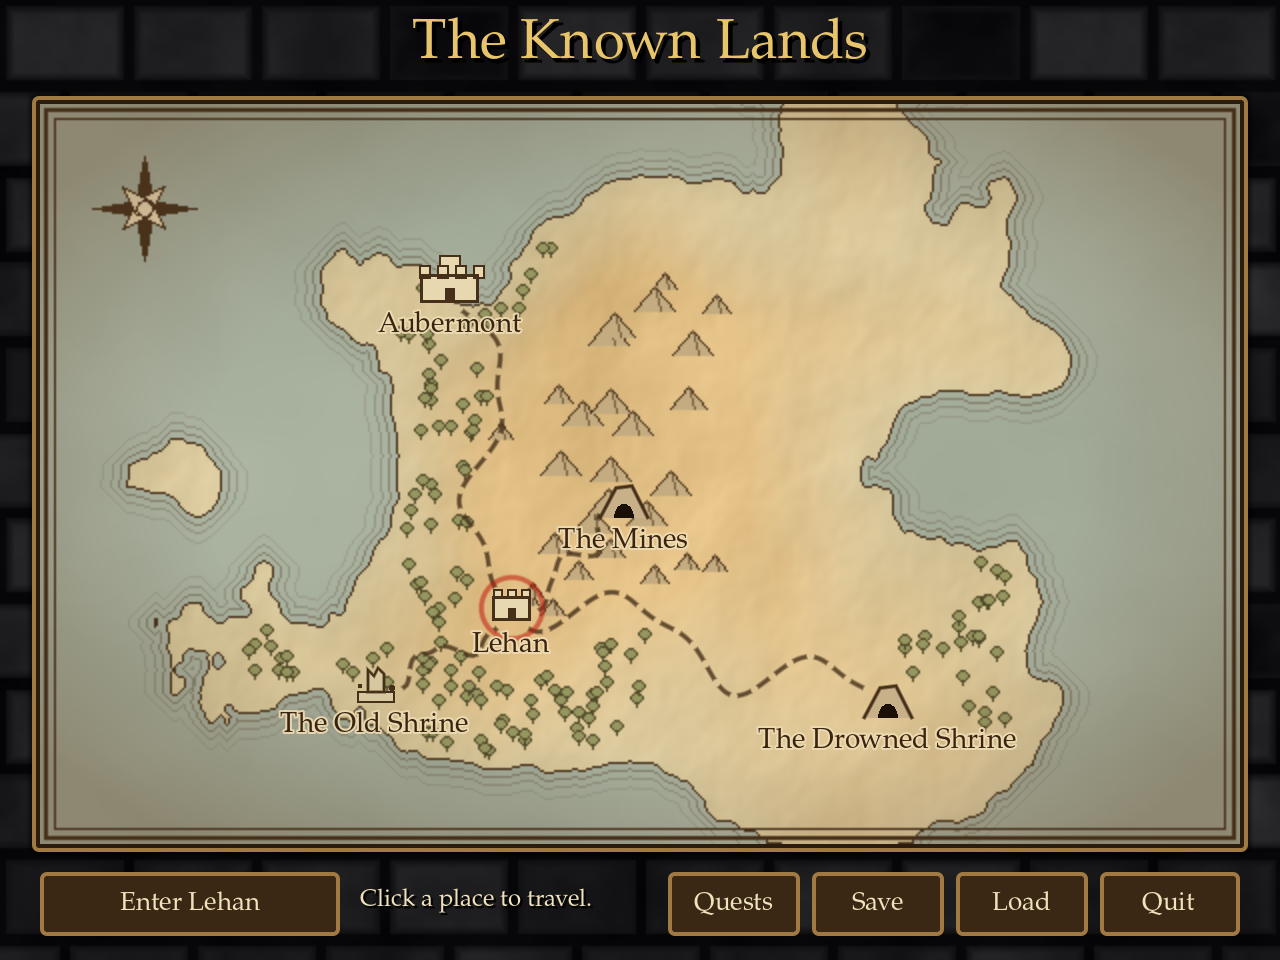 The Known Lands
Aubermont
The Mines
Lehan
The Old Shrine
The Drowned Shrine
Enter Lehan
Click a place to travel.
Quests
Save
Load
Quit